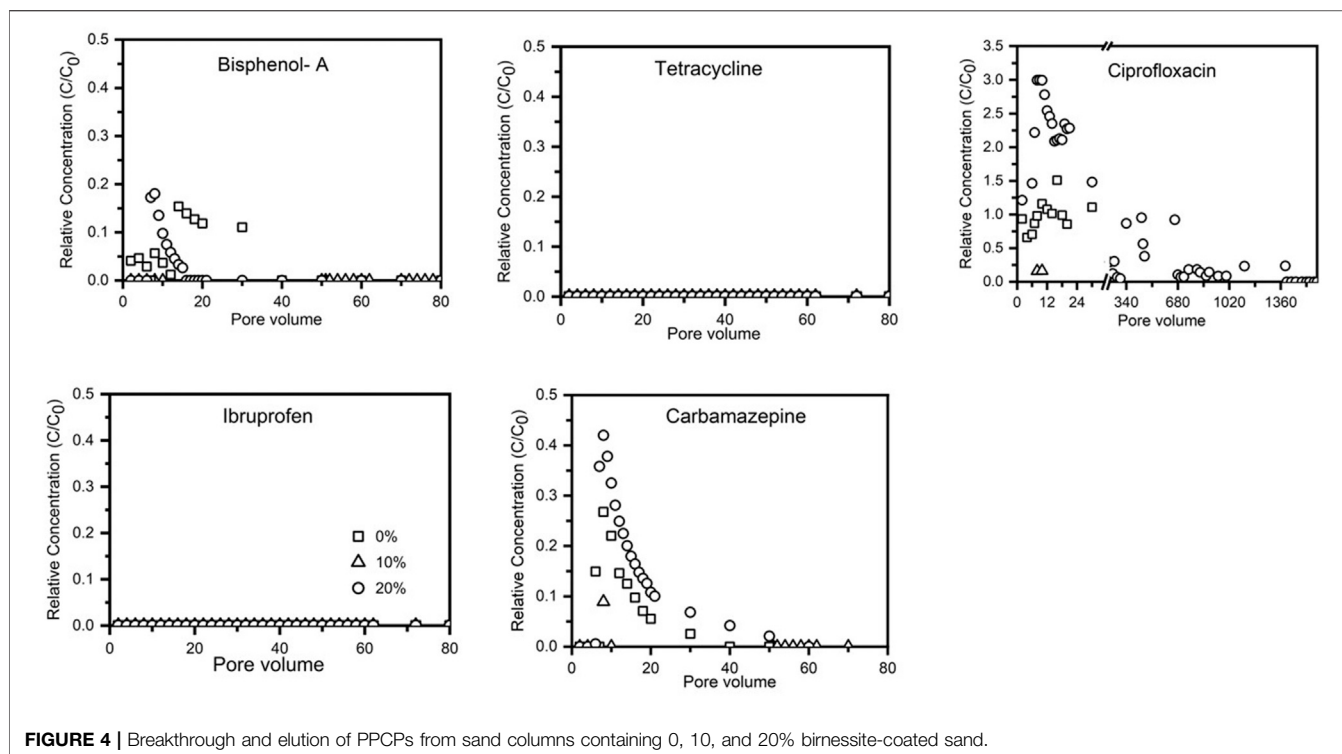 Bisphenol- A
Relative Concentration (C/C0)
0.5
0.4
0.3
0.2
0.1
0.0
0 20 40 60 80
Pore volume
Tetracycline
Relative Concentration (C/C0)
0.5
0.4
0.3
0.2
0.1
0.0
0 20 40 60 80
Pore volume
Ciprofloxacin
Relative Concentration (C/C0)
3.5
3.0
2.5
2.0
1.5
1.0
0.5
0.0
0 12 24 340 680 1020 1360
Pore volume
Ibruprofen
Relative Concentration (C/C0)
0.5
0.4
0.3
0.2
0.1
0.0
0%
10%
20%
0 20 40 60 80
Pore volume
Carbamazepine
Relative Concentration (C/C0)
0.5
0.4
0.3
0.2
0.1
0.0
0 20 40 60 80
Pore volume
FIGURE 4 | Breakthrough and elution of PPCPs from sand columns containing 0, 10, and 20% birnessite-coated sand.